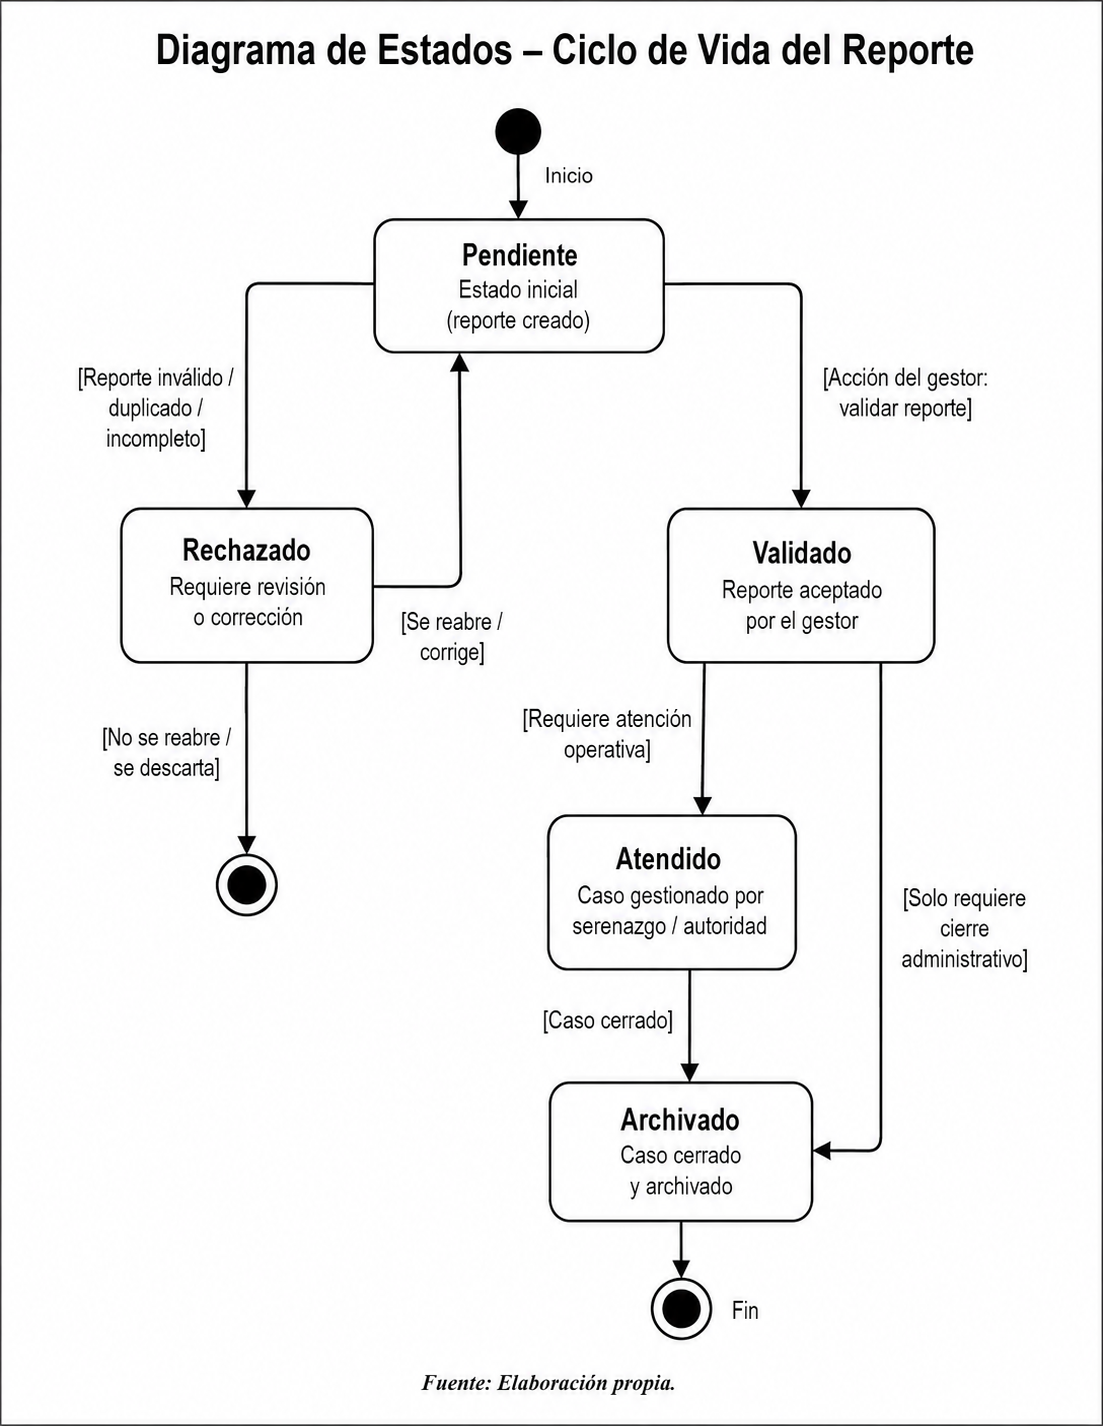 Diagrama de Estados – Ciclo de Vida del Reporte
Inicio
Pendiente
Estado inicial
(reporte creado)
[Reporte inválido /
duplicado /
incompleto]
[Acción del gestor:
validar reporte]
Rechazado
Requiere revisión
o corrección
Validado
Reporte aceptado
por el gestor
[Se reabre /
corrige]
[No se reabre /
se descarta]
[Requiere atención
operativa]
Atendido
Caso gestionado por
serenazgo / autoridad
[Solo requiere
cierre
administrativo]
[Caso cerrado]
Archivado
Caso cerrado
y archivado
Fin
Fuente: Elaboración propia.